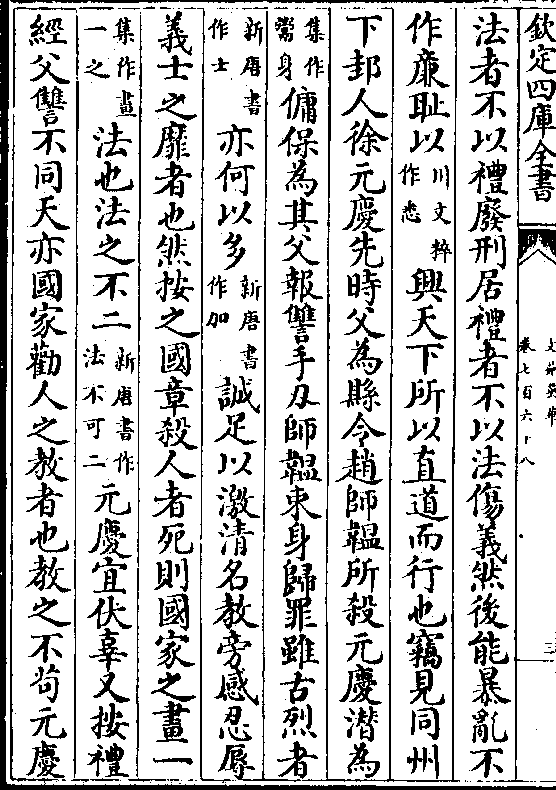 欽定四庫全書
文苑英華
卷七百六十八
三
法者不以禮廢刑居禮者不以法傷義然後能暴亂不
作廉耻以川文粹作悉興天下所以直道而行也竊見同州
下邽人徐元慶先時父為縣令趙師韞所殺元慶潜為
集作鬻身傭保為其父報讐手刃師韞束身歸罪雖古烈者
新唐書作士亦何以多新唐書作加誠足以激清名教旁感忍辱
義士之靡者也然按之國章殺人者死則國家之畫一
集作畫一之法也法之不二新唐書作法不可二元慶宜伏辜又按禮
經父讐不同天亦國家勸人之教者也教之不茍元慶